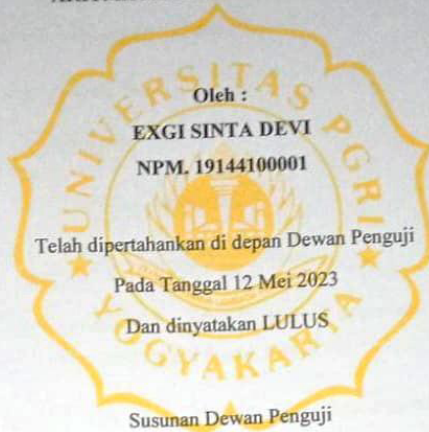 Oleh :
EXGI SINTA DEVI
NPM. 19144100001
Telah dipertahankan di depan Dewan Penguji
Pada Tanggal 12 Mei 2023
Dan dinyatakan LULUS
Susunan Dewan Penguji
UNIVERSITAS PGRI
YOGYAKARTA